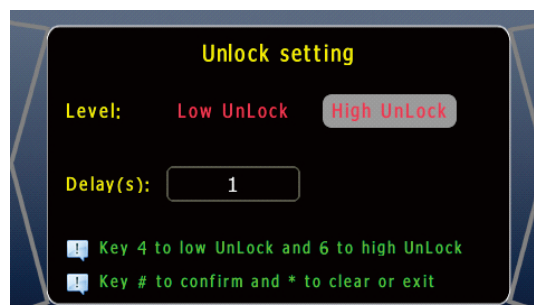 Unlock setting
Level: Low UnLock High UnLock
Delay(s): 1
! Key 4 to low UnLock and 6 to high UnLock
! Key # to confirm and * to clear or exit